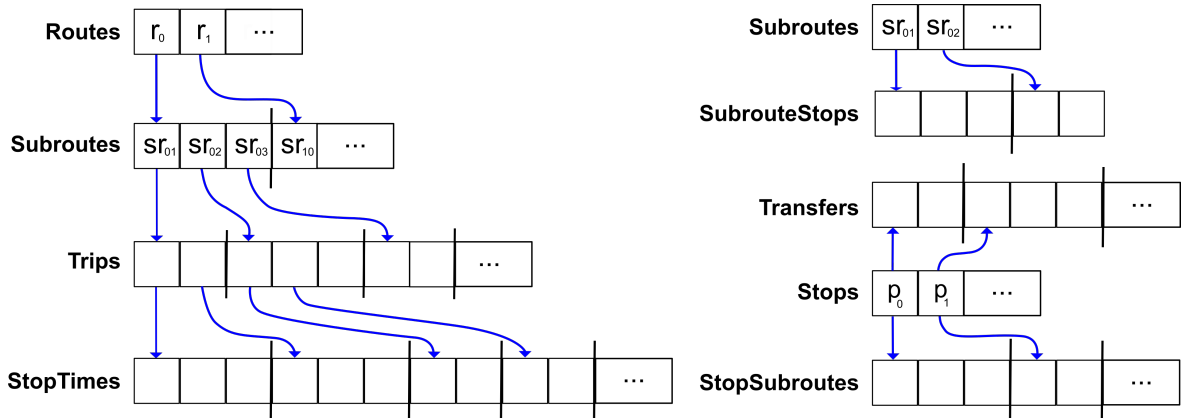 Routes r₀ r₁ ...
Subroutes sr₀₁ sr₀₂ sr₀₃ sr₁₀ ...
Trips ...
StopTimes ...
Subroutes sr₀₁ sr₀₂ ...
SubrouteStops
Transfers ...
Stops p₀ p₁ ...
StopSubroutes ...